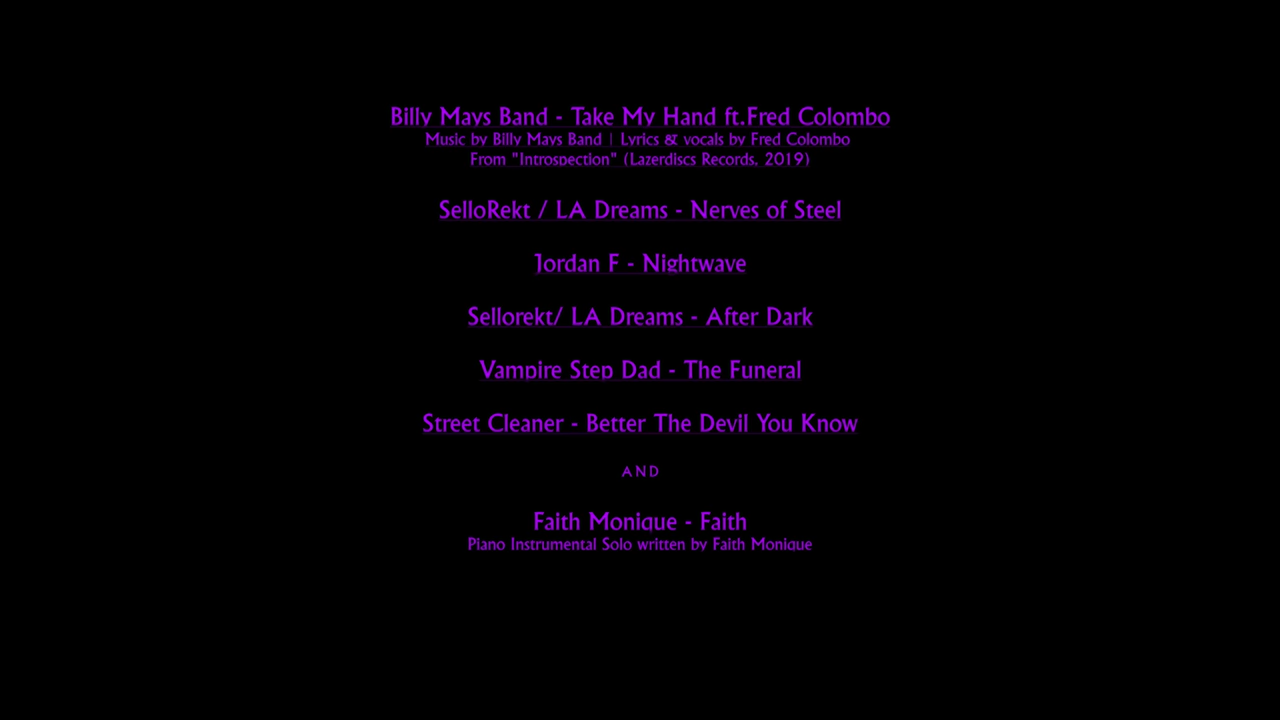 Billy Mays Band - Take My Hand ft.Fred Colombo
Music by Billy Mays Band | Lyrics & vocals by Fred Colombo
From "Introspection" (Lazerdiscs Records, 2019)
SelloRekt / LA Dreams - Nerves of Steel
Jordan F - Nightwave
Sellorekt/ LA Dreams - After Dark
Vampire Step Dad - The Funeral
Street Cleaner - Better The Devil You Know
AND
Faith Monique - Faith
Piano Instrumental Solo written by Faith Monique